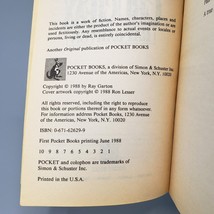 This book is a work of fiction. Names, characters, places and
incidents are either the product of the author's imagination or are
used fictitiously. Any resemblance to actual events or locales or
persons, living or dead, is entirely coincidental.
Another Original publication of POCKET BOOKS
POCKET BOOKS, a division of Simon & Schuster Inc.
1230 Avenue of the Americas, New York, N.Y. 10020
Copyright © 1988 by Ray Garton
Cover artwork copyright © 1988 Ron Lesser
All rights reserved, including the right to reproduce
this book or portions thereof in any form whatsoever.
For information address Pocket Books, 1230 Avenue
of the Americas, New York, N.Y. 10020
ISBN: 0-671-62629-9
First Pocket Books printing June 1988
10 9 8 7 6 5 4 3 2 1
POCKET and colophon are trademarks of
Simon & Schuster Inc.
Printed in the U.S.A.